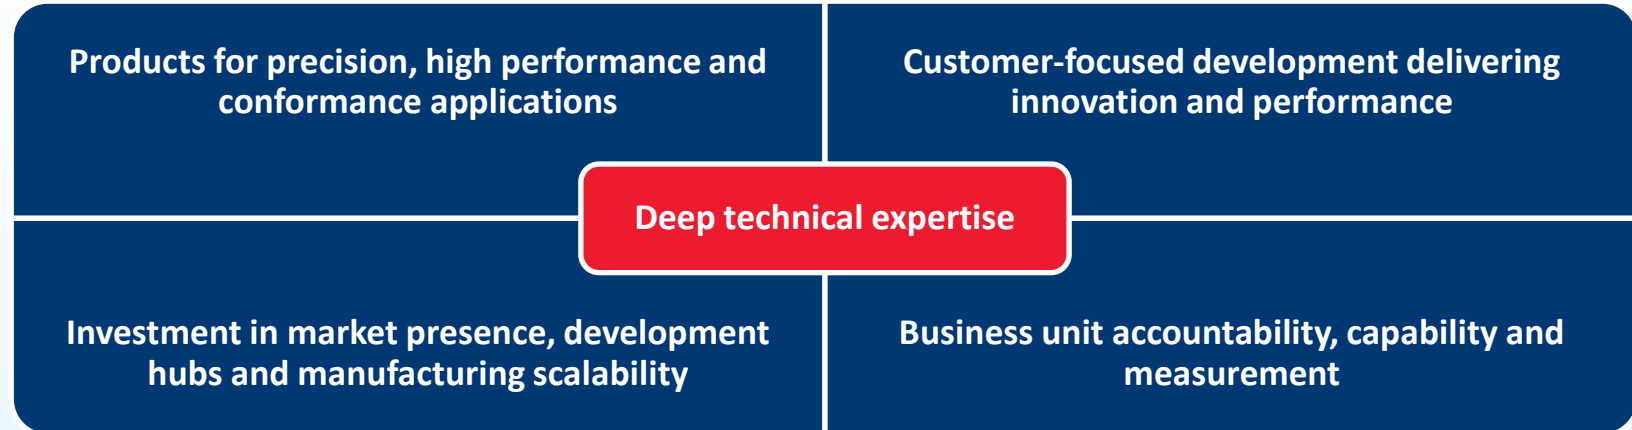 Products for precision, high performance and
conformance applications
Customer-focused development delivering
innovation and performance
Deep technical expertise
Investment in market presence, development
hubs and manufacturing scalability
Business unit accountability, capability and
measurement